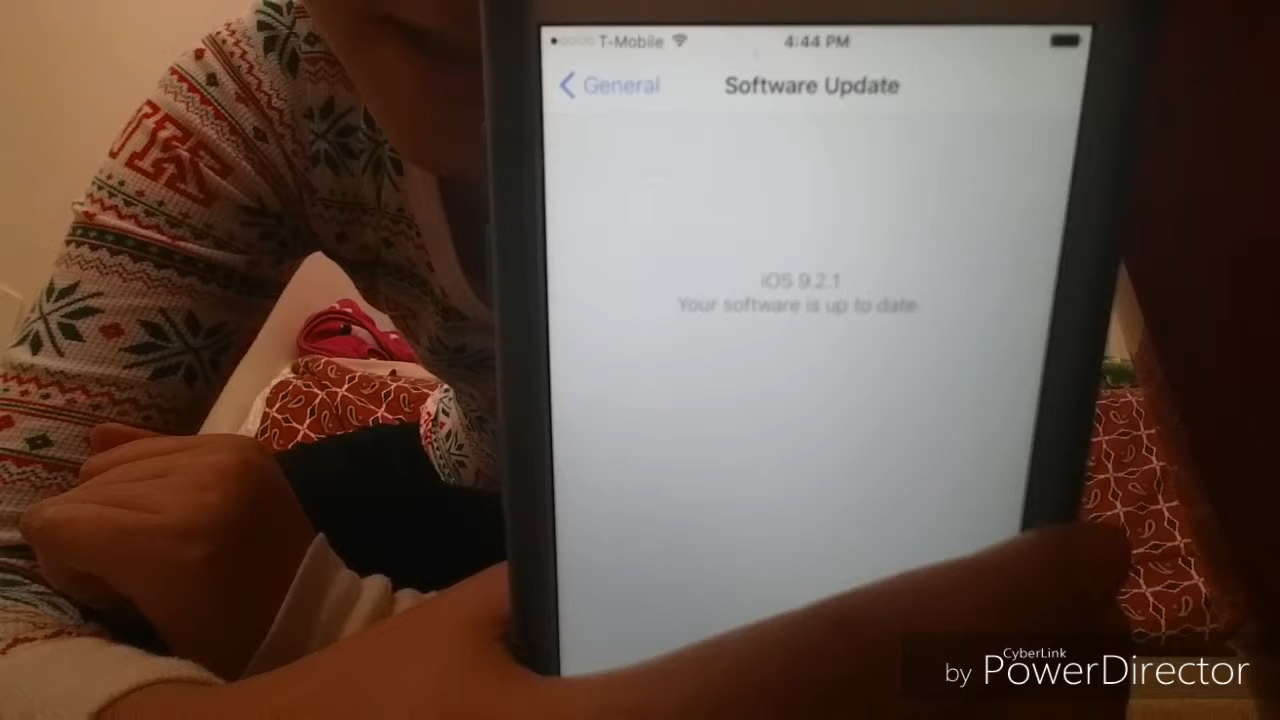 T-Mobile 4:44 PM
General Software Update
iOS 9.2.1
Your software is up to date.
CyberLink
by PowerDirector